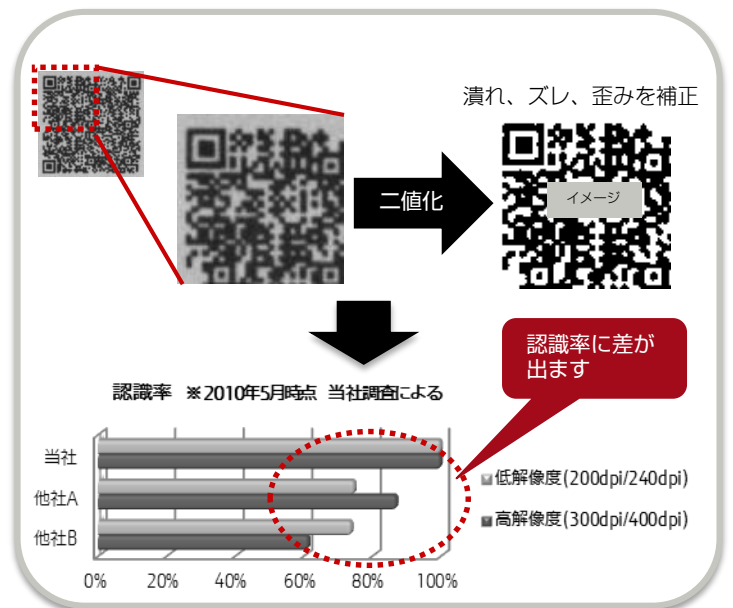 潰れ、ズレ、歪みを補正
二値化
イメージ
認識率に差が
出ます
認識率 ※2010年5月時点 当社調査による
当社
他社A
他社B
低解像度(200dpi/240dpi)
高解像度(300dpi/400dpi)
0% 20% 40% 60% 80% 100%